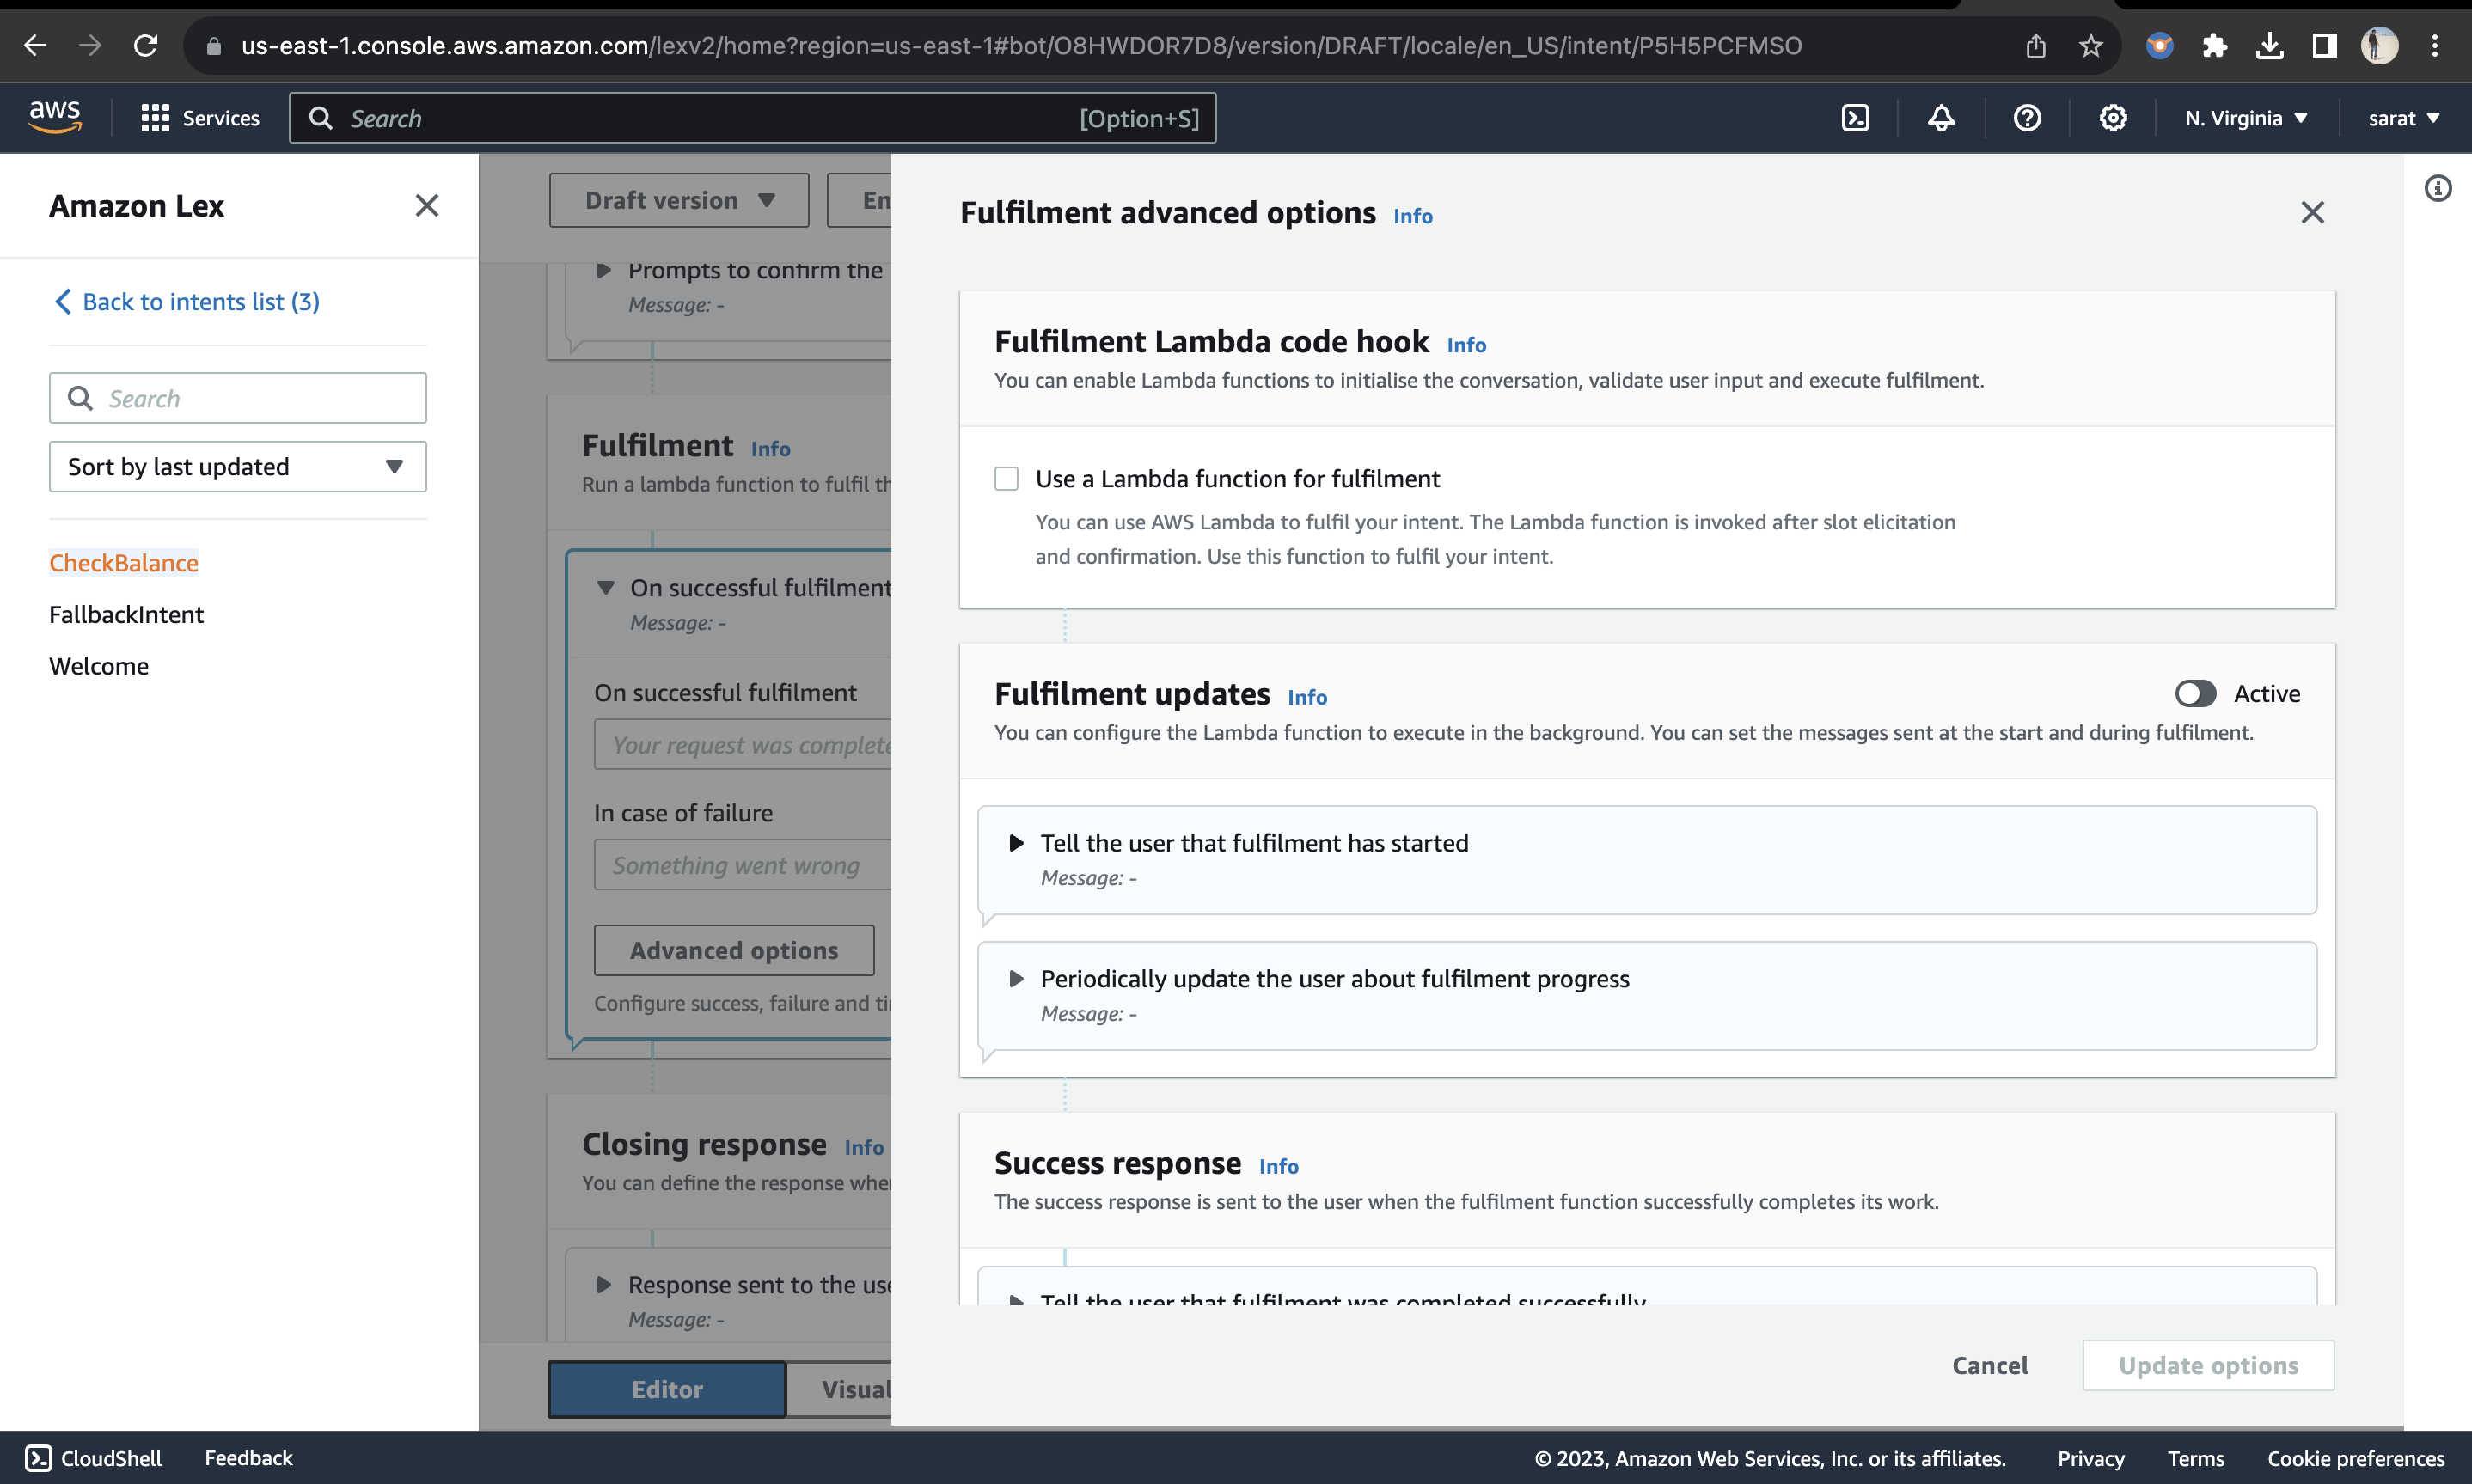 us-east-1.console.aws.amazon.com/lexv2/home?region=us-east-1#bot/O8HWDOR7D8/version/DRAFT/locale/en_US/intent/P5H5PCFMSO
aws
Services
Search
[Option+S]
N. Virginia
sarat
Amazon Lex
Back to intents list (3)
Search
Sort by last updated
CheckBalance
FallbackIntent
Welcome
Draft version
En
Prompts to confirm the
Message: -
Fulfilment Info
Run a lambda function to fulfil th
On successful fulfilment
Message: -
On successful fulfilment
Your request was complete
In case of failure
Something went wrong
Advanced options
Configure success, failure and ti
Closing response Info
You can define the response whe
Response sent to the use
Message: -
Editor
Visual
Fulfilment advanced options Info
Fulfilment Lambda code hook Info
You can enable Lambda functions to initialise the conversation, validate user input and execute fulfilment.
Use a Lambda function for fulfilment
You can use AWS Lambda to fulfil your intent. The Lambda function is invoked after slot elicitation
and confirmation. Use this function to fulfil your intent.
Fulfilment updates Info
Active
You can configure the Lambda function to execute in the background. You can set the messages sent at the start and during fulfilment.
Tell the user that fulfilment has started
Message: -
Periodically update the user about fulfilment progress
Message: -
Success response Info
The success response is sent to the user when the fulfilment function successfully completes its work.
Tell the user that fulfilment was completed successfully
Cancel
Update options
CloudShell
Feedback
© 2023, Amazon Web Services, Inc. or its affiliates.
Privacy
Terms
Cookie preferences